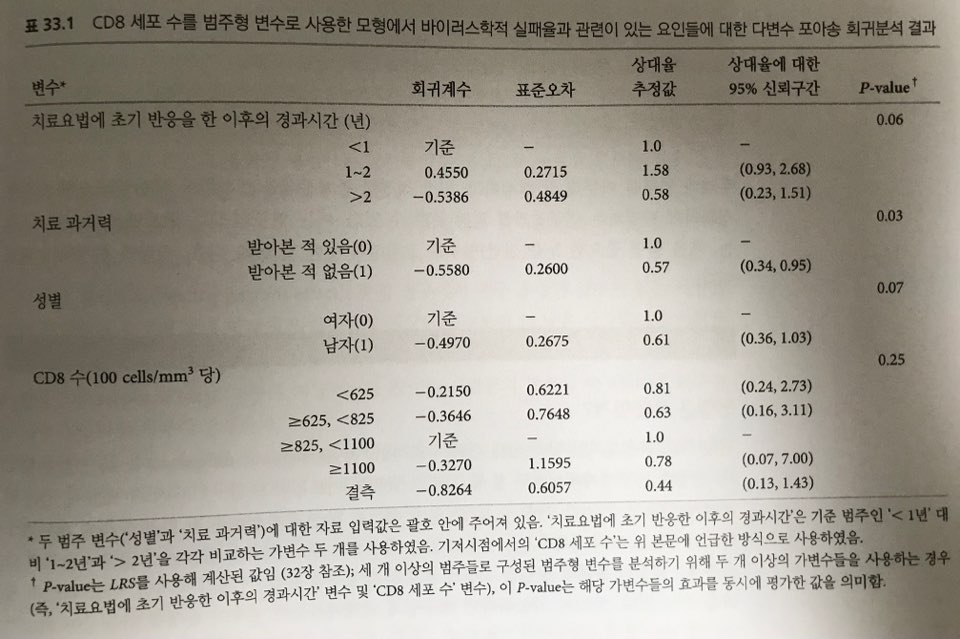 표 33.1 CD8 세포 수를 범주형 변수로 사용한 모형에서 바이러스학적 실패율과 관련이 있는 요인들에 대한 다변수 포아송 회귀분석 결과
변수* 회귀계수 표준오차 상대율 추정값 상대율에 대한 95% 신뢰구간 P-value†
치료요법에 초기 반응을 한 이후의 경과시간 (년) 0.06
<1 기준 – 1.0 –
1~2 0.4550 0.2715 1.58 (0.93, 2.68)
>2 −0.5386 0.4849 0.58 (0.23, 1.51)
치료 과거력 0.03
받아본 적 있음(0) 기준 – 1.0 –
받아본 적 없음(1) −0.5580 0.2600 0.57 (0.34, 0.95)
성별 0.07
여자(0) 기준 – 1.0 –
남자(1) −0.4970 0.2675 0.61 (0.36, 1.03)
CD8 수(100 cells/mm³ 당) 0.25
<625 −0.2150 0.6221 0.81 (0.24, 2.73)
≥625, <825 −0.3646 0.7648 0.63 (0.16, 3.11)
≥825, <1100 기준 – 1.0 –
≥1100 −0.3270 1.1595 0.78 (0.07, 7.00)
결측 −0.8264 0.6057 0.44 (0.13, 1.43)
* 두 범주 변수('성별'과 '치료 과거력')에 대한 자료 입력값은 괄호 안에 주어져 있음. '치료요법에 초기 반응한 이후의 경과시간'은 기준 범주인 '< 1년' 대
비 '1~2년'과 '> 2년'을 각각 비교하는 가변수 두 개를 사용하였음. 기저시점에서의 'CD8 세포 수'는 위 본문에 언급한 방식으로 사용하였음.
† P-value는 LRS를 사용해 계산된 값임 (32장 참조); 세 개 이상의 범주들로 구성된 범주형 변수를 분석하기 위해 두 개 이상의 가변수들을 사용하는 경우
(즉, '치료요법에 초기 반응한 이후의 경과시간' 변수 및 'CD8 세포 수' 변수), 이 P-value는 해당 가변수들의 효과를 동시에 평가한 값을 의미함.